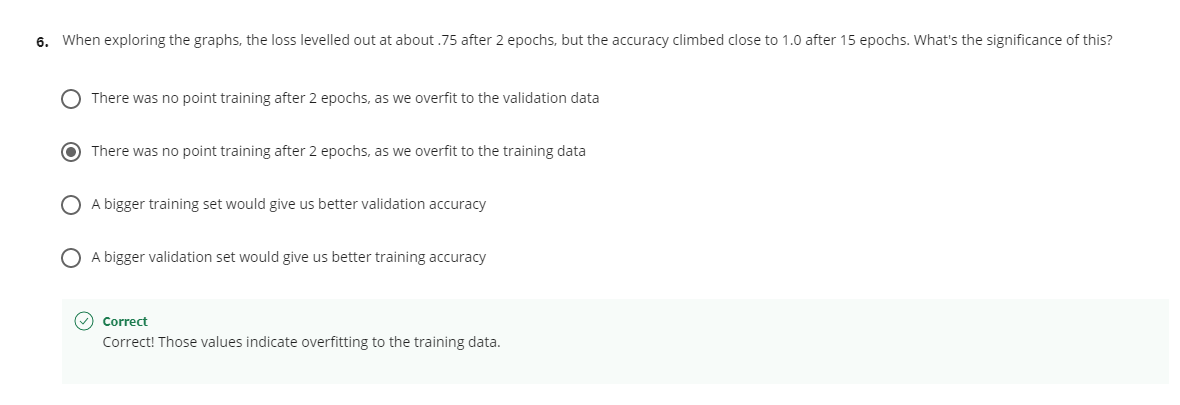 6. When exploring the graphs, the loss levelled out at about .75 after 2 epochs, but the accuracy climbed close to 1.0 after 15 epochs. What's the significance of this?
There was no point training after 2 epochs, as we overfit to the validation data
There was no point training after 2 epochs, as we overfit to the training data
A bigger training set would give us better validation accuracy
A bigger validation set would give us better training accuracy
Correct
Correct! Those values indicate overfitting to the training data.